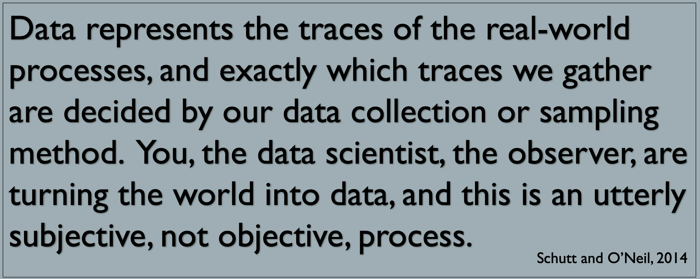 Data represents the traces of the real-world
processes, and exactly which traces we gather
are decided by our data collection or sampling
method.  You, the data scientist, the observer, are
turning the world into data, and this is an utterly
subjective, not objective, process.
Schutt and O'Neil, 2014